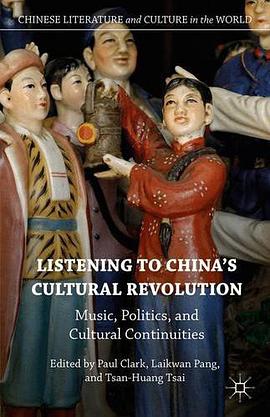 CHINESE LITERATURE and CULTURE in the WORLD
LISTENING TO CHINA'S
CULTURAL REVOLUTION
Music, Politics, and
Cultural Continuities
Edited by Paul Clark, Laikwan Pang,
and Tsan-Huang Tsai